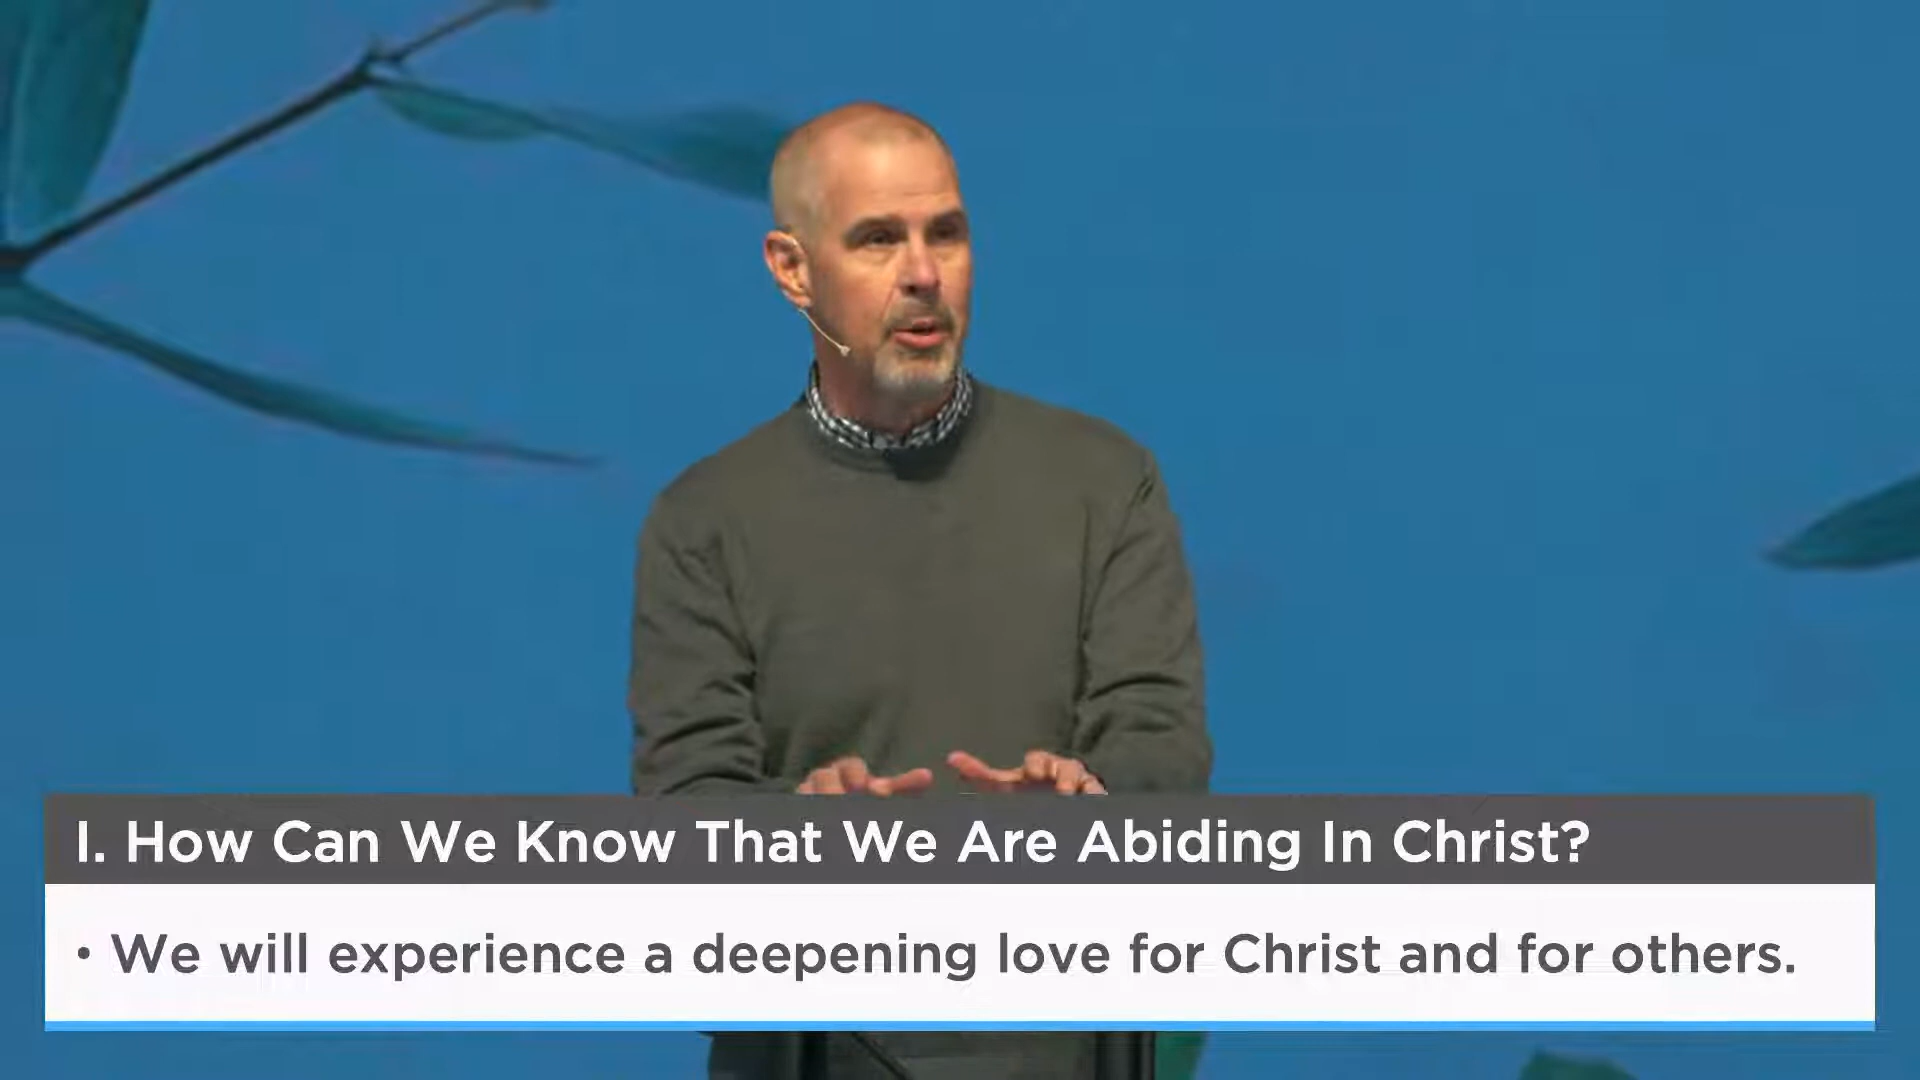 I. How Can We Know That We Are Abiding In Christ?
• We will experience a deepening love for Christ and for others.